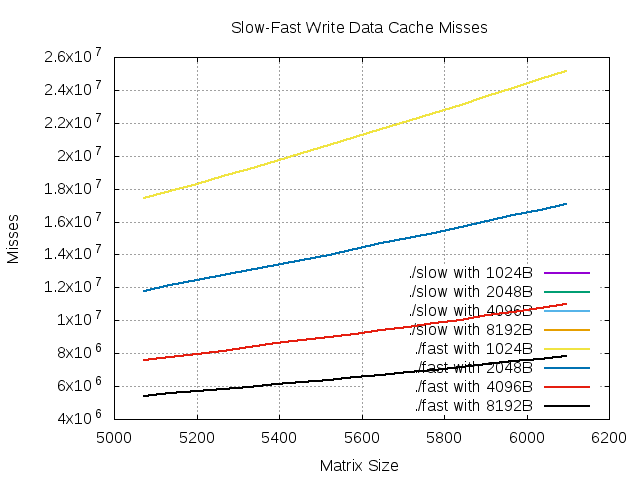 Slow-Fast Write Data Cache Misses
2.6x10^7
2.4x10^7
2.2x10^7
2x10^7
1.8x10^7
1.6x10^7
1.4x10^7
1.2x10^7
1x10^7
8x10^6
6x10^6
4x10^6
Misses
./slow with 1024B
./slow with 2048B
./slow with 4096B
./slow with 8192B
./fast with 1024B
./fast with 2048B
./fast with 4096B
./fast with 8192B
5000 5200 5400 5600 5800 6000 6200
Matrix Size